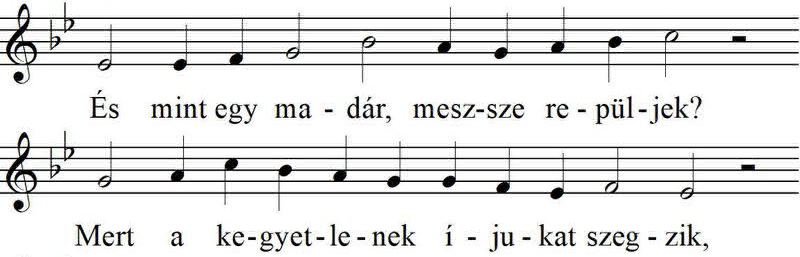 És mint egy ma - dár, mesz-sze re - pül-jek?
Mert a ke-gyet-le-nek í - ju-kat szeg-zik,